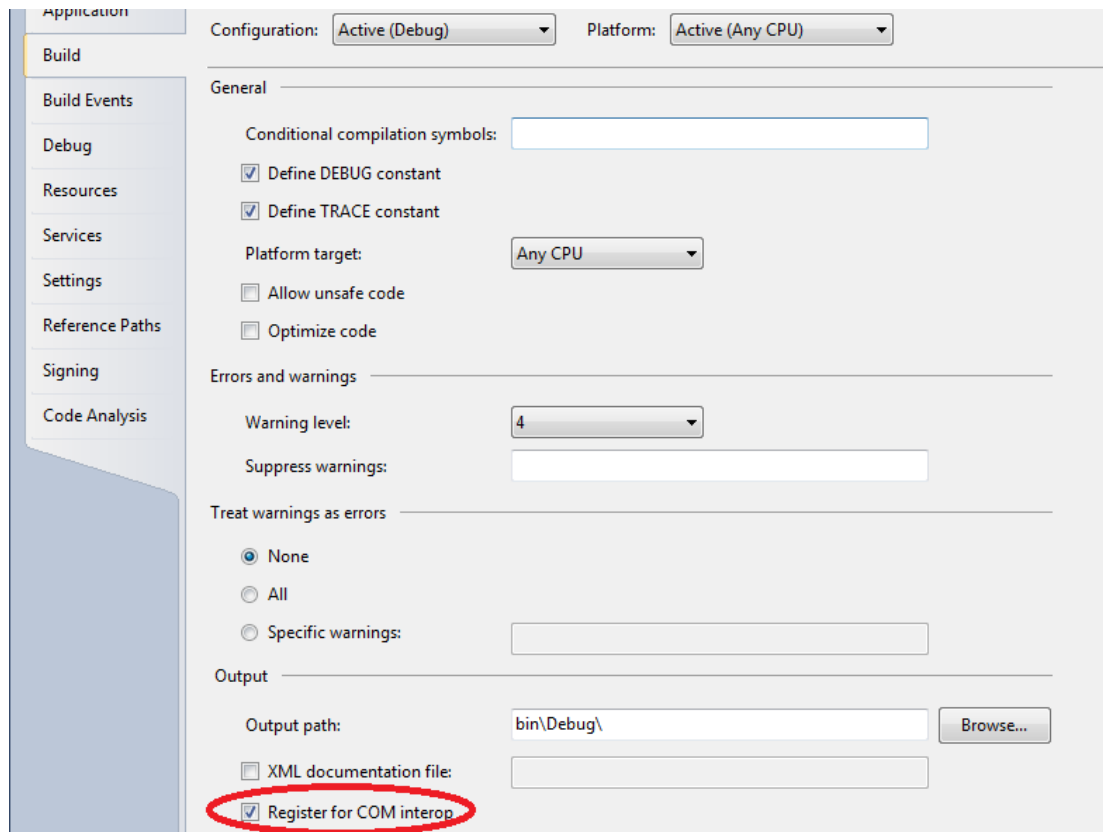 Application
Build
Build Events
Debug
Resources
Services
Settings
Reference Paths
Signing
Code Analysis
Configuration: Active (Debug) Platform: Active (Any CPU)
General
Conditional compilation symbols:
Define DEBUG constant
Define TRACE constant
Platform target: Any CPU
Allow unsafe code
Optimize code
Errors and warnings
Warning level: 4
Suppress warnings:
Treat warnings as errors
None
All
Specific warnings:
Output
Output path: bin\Debug\ Browse...
XML documentation file:
Register for COM interop